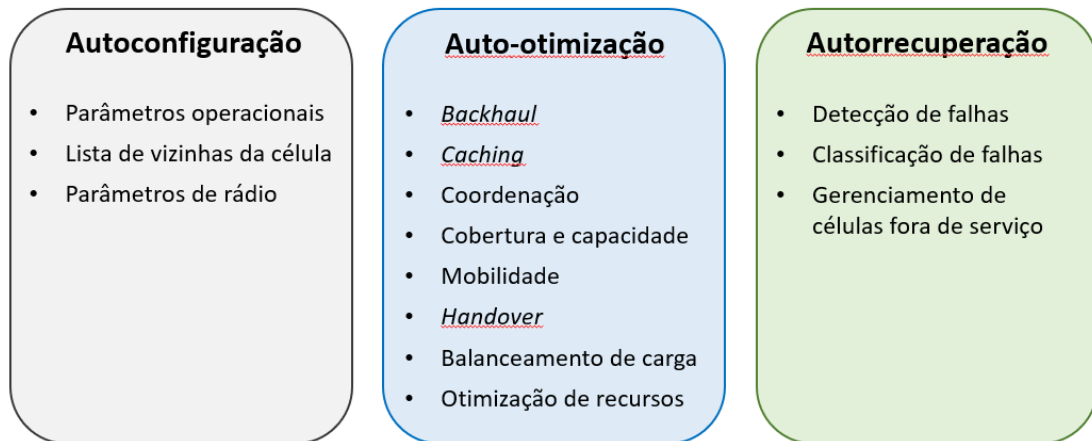 Autoconfiguração
• Parâmetros operacionais
• Lista de vizinhas da célula
• Parâmetros de rádio
Auto-otimização
• Backhaul
• Caching
• Coordenação
• Cobertura e capacidade
• Mobilidade
• Handover
• Balanceamento de carga
• Otimização de recursos
Autorrecuperação
• Detecção de falhas
• Classificação de falhas
• Gerenciamento de
células fora de serviço